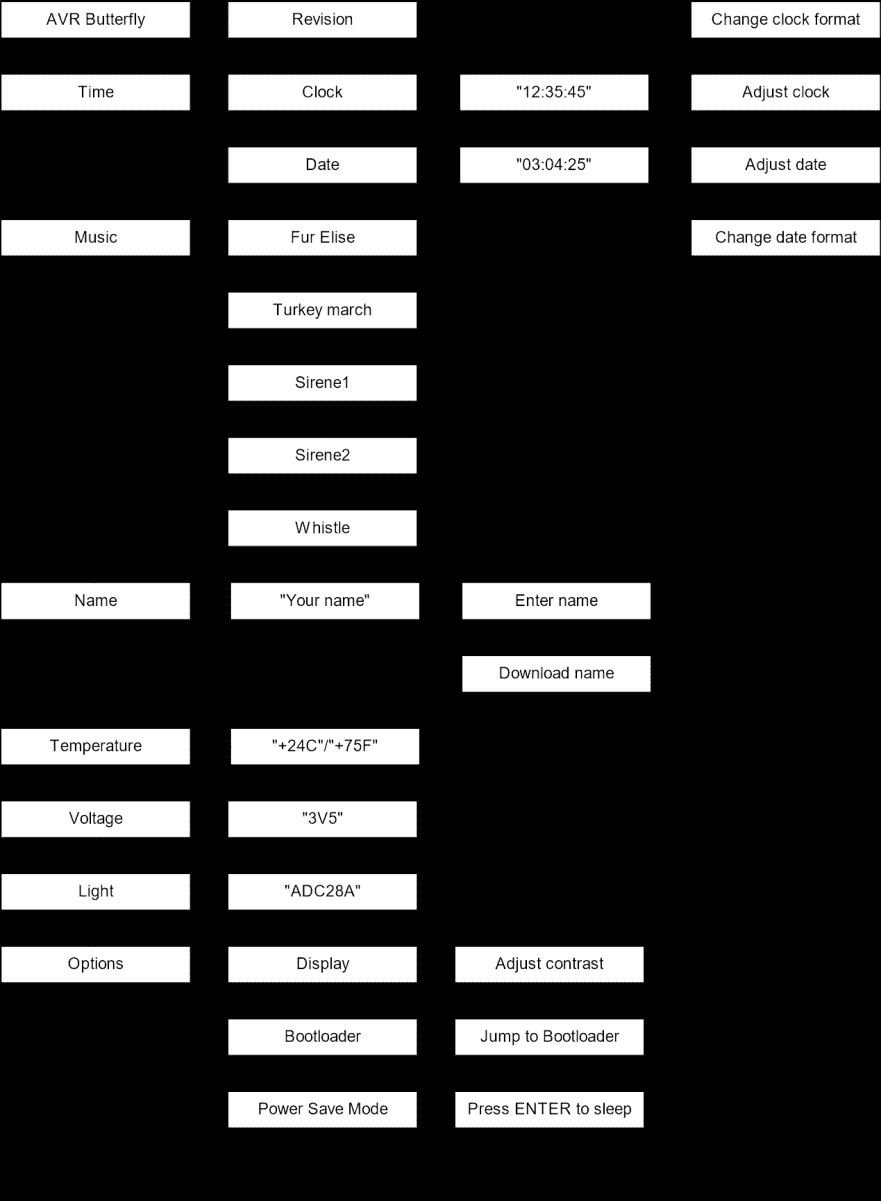 AVR Butterfly
Revision
Change clock format
Time
Clock
"12:35:45"
Adjust clock
Date
"03:04:25"
Adjust date
Music
Fur Elise
Change date format
Turkey march
Sirene1
Sirene2
Whistle
Name
"Your name"
Enter name
Download name
Temperature
"+24C"/"+75F"
Voltage
"3V5"
Light
"ADC28A"
Options
Display
Adjust contrast
Bootloader
Jump to Bootloader
Power Save Mode
Press ENTER to sleep